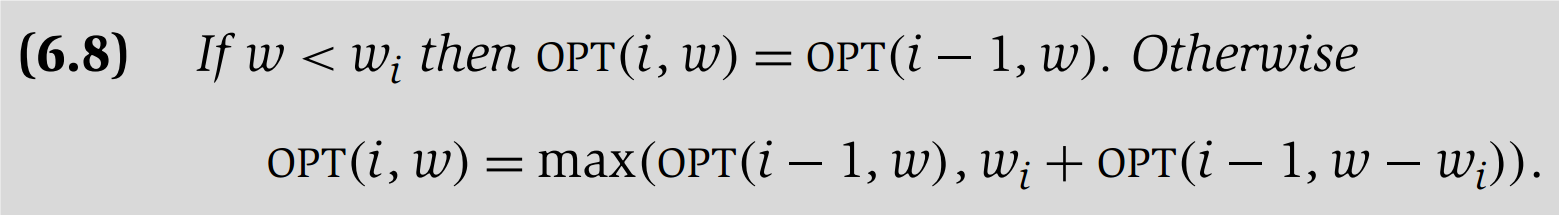 (6.8) If w < wᵢ then OPT(i, w) = OPT(i − 1, w). Otherwise
OPT(i, w) = max(OPT(i − 1, w), wᵢ + OPT(i − 1, w − wᵢ)).